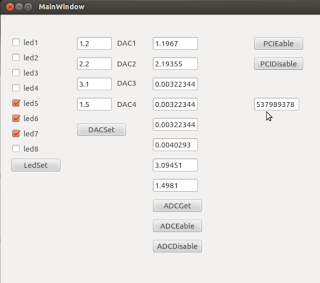 MainWindow
led1 1.2 DAC1 1.1967 PCIEable
led2 2.2 DAC2 2.19355 PCIDisable
led3 3.1 DAC3 0.00322344
led4 1.5 DAC4 0.00322344 537989378
led5
led6 DACSet 0.00322344
led7 0.0040293
led8 3.09451
LedSet 1.4981
ADCGet
ADCEable
ADCDisable